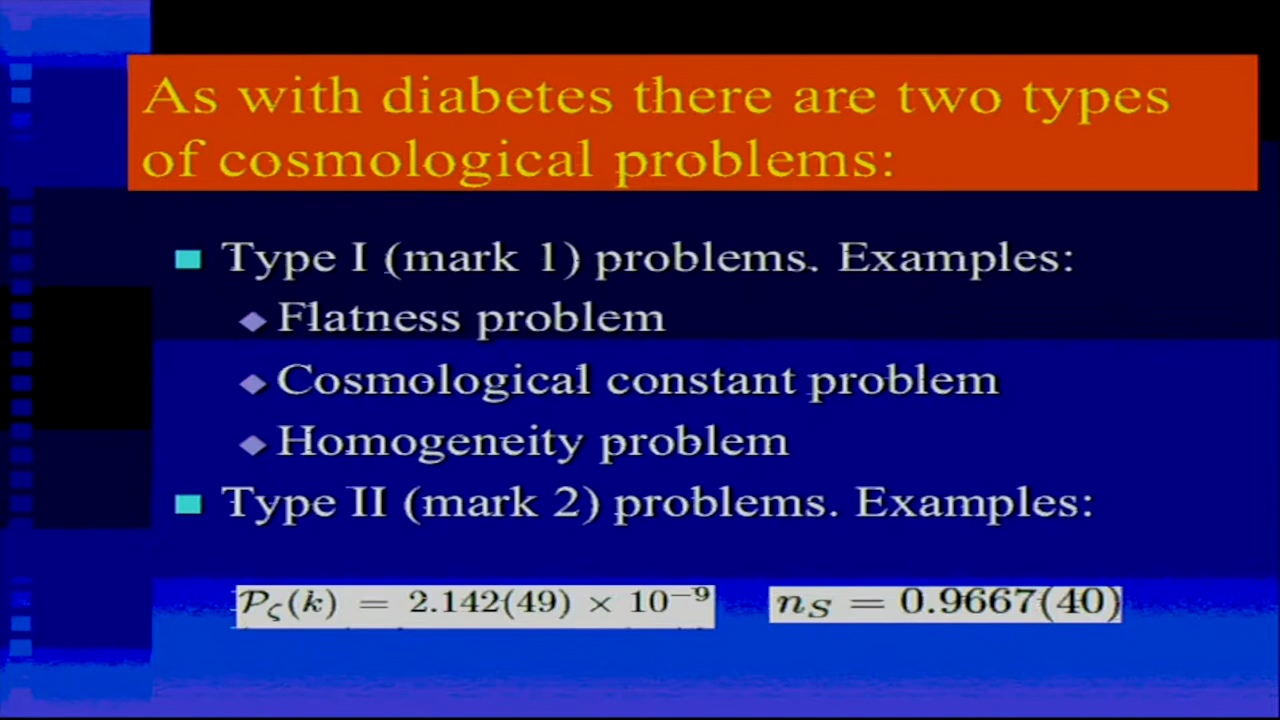 As with diabetes there are two types
of cosmological problems:
Type I (mark 1) problems. Examples:
Flatness problem
Cosmological constant problem
Homogeneity problem
Type II (mark 2) problems. Examples:
𝒫_ζ(k) = 2.142(49) × 10⁻⁹ n_S = 0.9667(40)